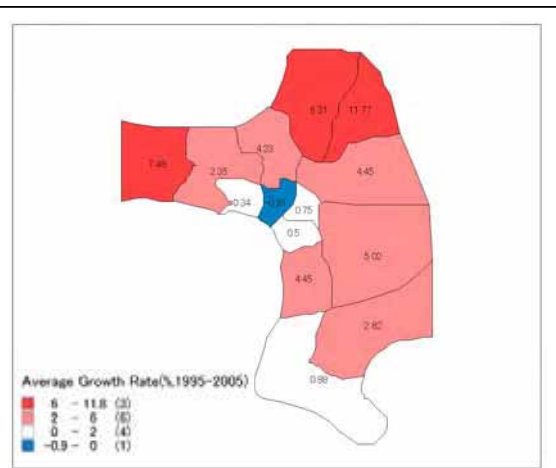 6.31
11.77
4.33
7.46
2.35
4.45
0.34
0.75
0.5
5.00
4.45
2.82
0.98
Average Growth Rate(%,1995-2005)
6 - 11.8 (3)
2 - 6 (6)
0 - 2 (4)
-0.9 - 0 (1)